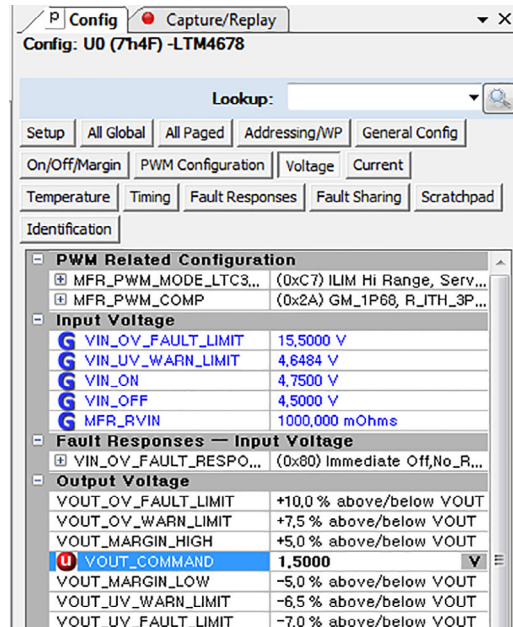 Config Capture/Replay
Config: U0 (7'h4F) -LTM4678
Lookup:
Setup All Global All Paged Addressing/WP General Config
On/Off/Margin PWM Configuration Voltage Current
Temperature Timing Fault Responses Fault Sharing Scratchpad
Identification
PWM Related Configuration
MFR_PWM_MODE_LTC3... (0xC7) ILIM Hi Range, Serv...
MFR_PWM_COMP (0x2A) GM_1P68, R_ITH_3P...
Input Voltage
G VIN_OV_FAULT_LIMIT 15,5000 V
G VIN_UV_WARN_LIMIT 4,6484 V
G VIN_ON 4,7500 V
G VIN_OFF 4,5000 V
G MFR_RVIN 1000,000 mOhms
Fault Responses — Input Voltage
VIN_OV_FAULT_RESPO... (0x80) Immediate Off,No_R...
Output Voltage
VOUT_OV_FAULT_LIMIT +10,0 % above/below VOUT
VOUT_OV_WARN_LIMIT +7,5 % above/below VOUT
VOUT_MARGIN_HIGH +5,0 % above/below VOUT
U VOUT_COMMAND 1,5000 V
VOUT_MARGIN_LOW -5,0 % above/below VOUT
VOUT_UV_WARN_LIMIT -6,5 % above/below VOUT
VOUT_UV_FAULT_LIMIT -7,0 % above/below VOUT